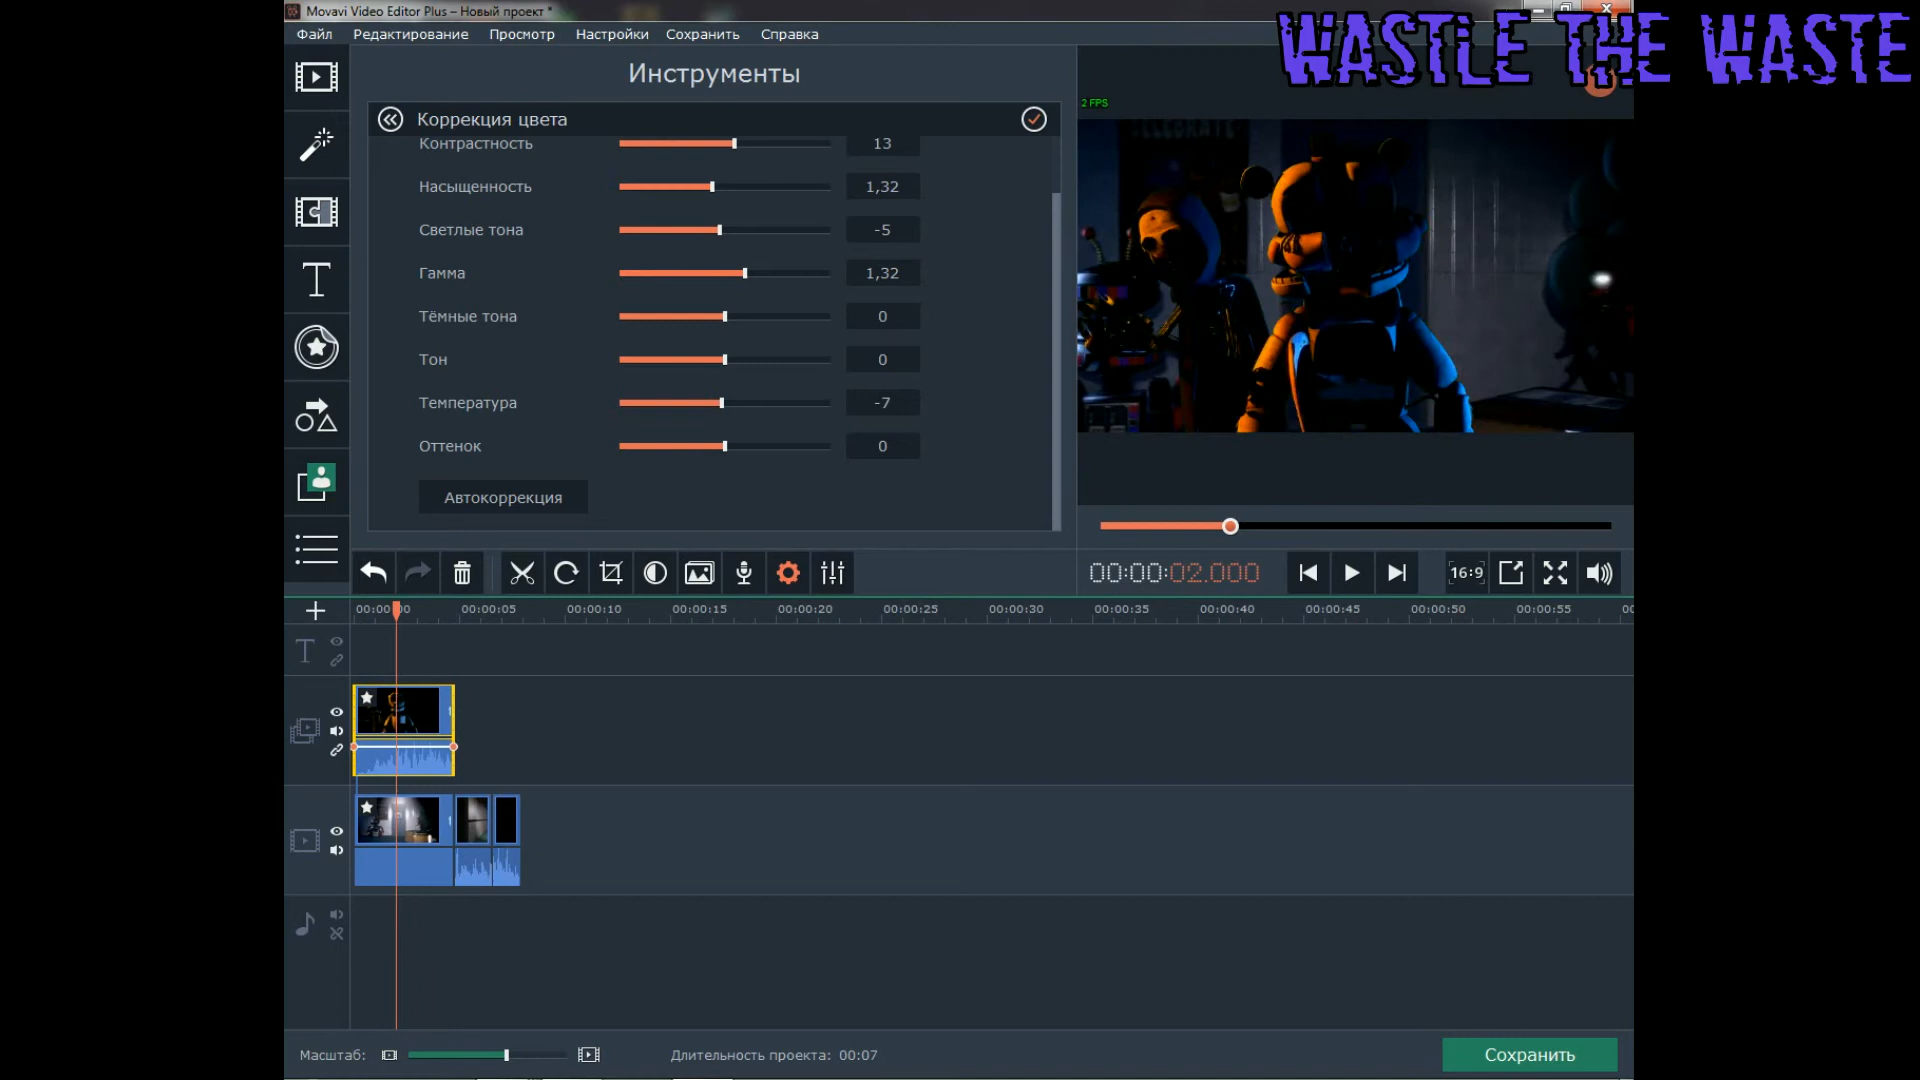 Movavi Video Editor Plus – Новый проект *
WASTLE THE WASTE
Файл
Редактирование
Просмотр
Настройки
Сохранить
Справка
Инструменты
Коррекция цвета
2 FPS
CELEBRATE
Контрастность 13
Насыщенность 1,32
Светлые тона -5
Гамма 1,32
Тёмные тона 0
Тон 0
Температура -7
Оттенок 0
Автокоррекция
00:00:02.000
16:9
00:00:05 00:00:10 00:00:15 00:00:20 00:00:25 00:00:30 00:00:35 00:00:40 00:00:45 00:00:50 00:00:55
Масштаб:
Длительность проекта: 00:07
Сохранить